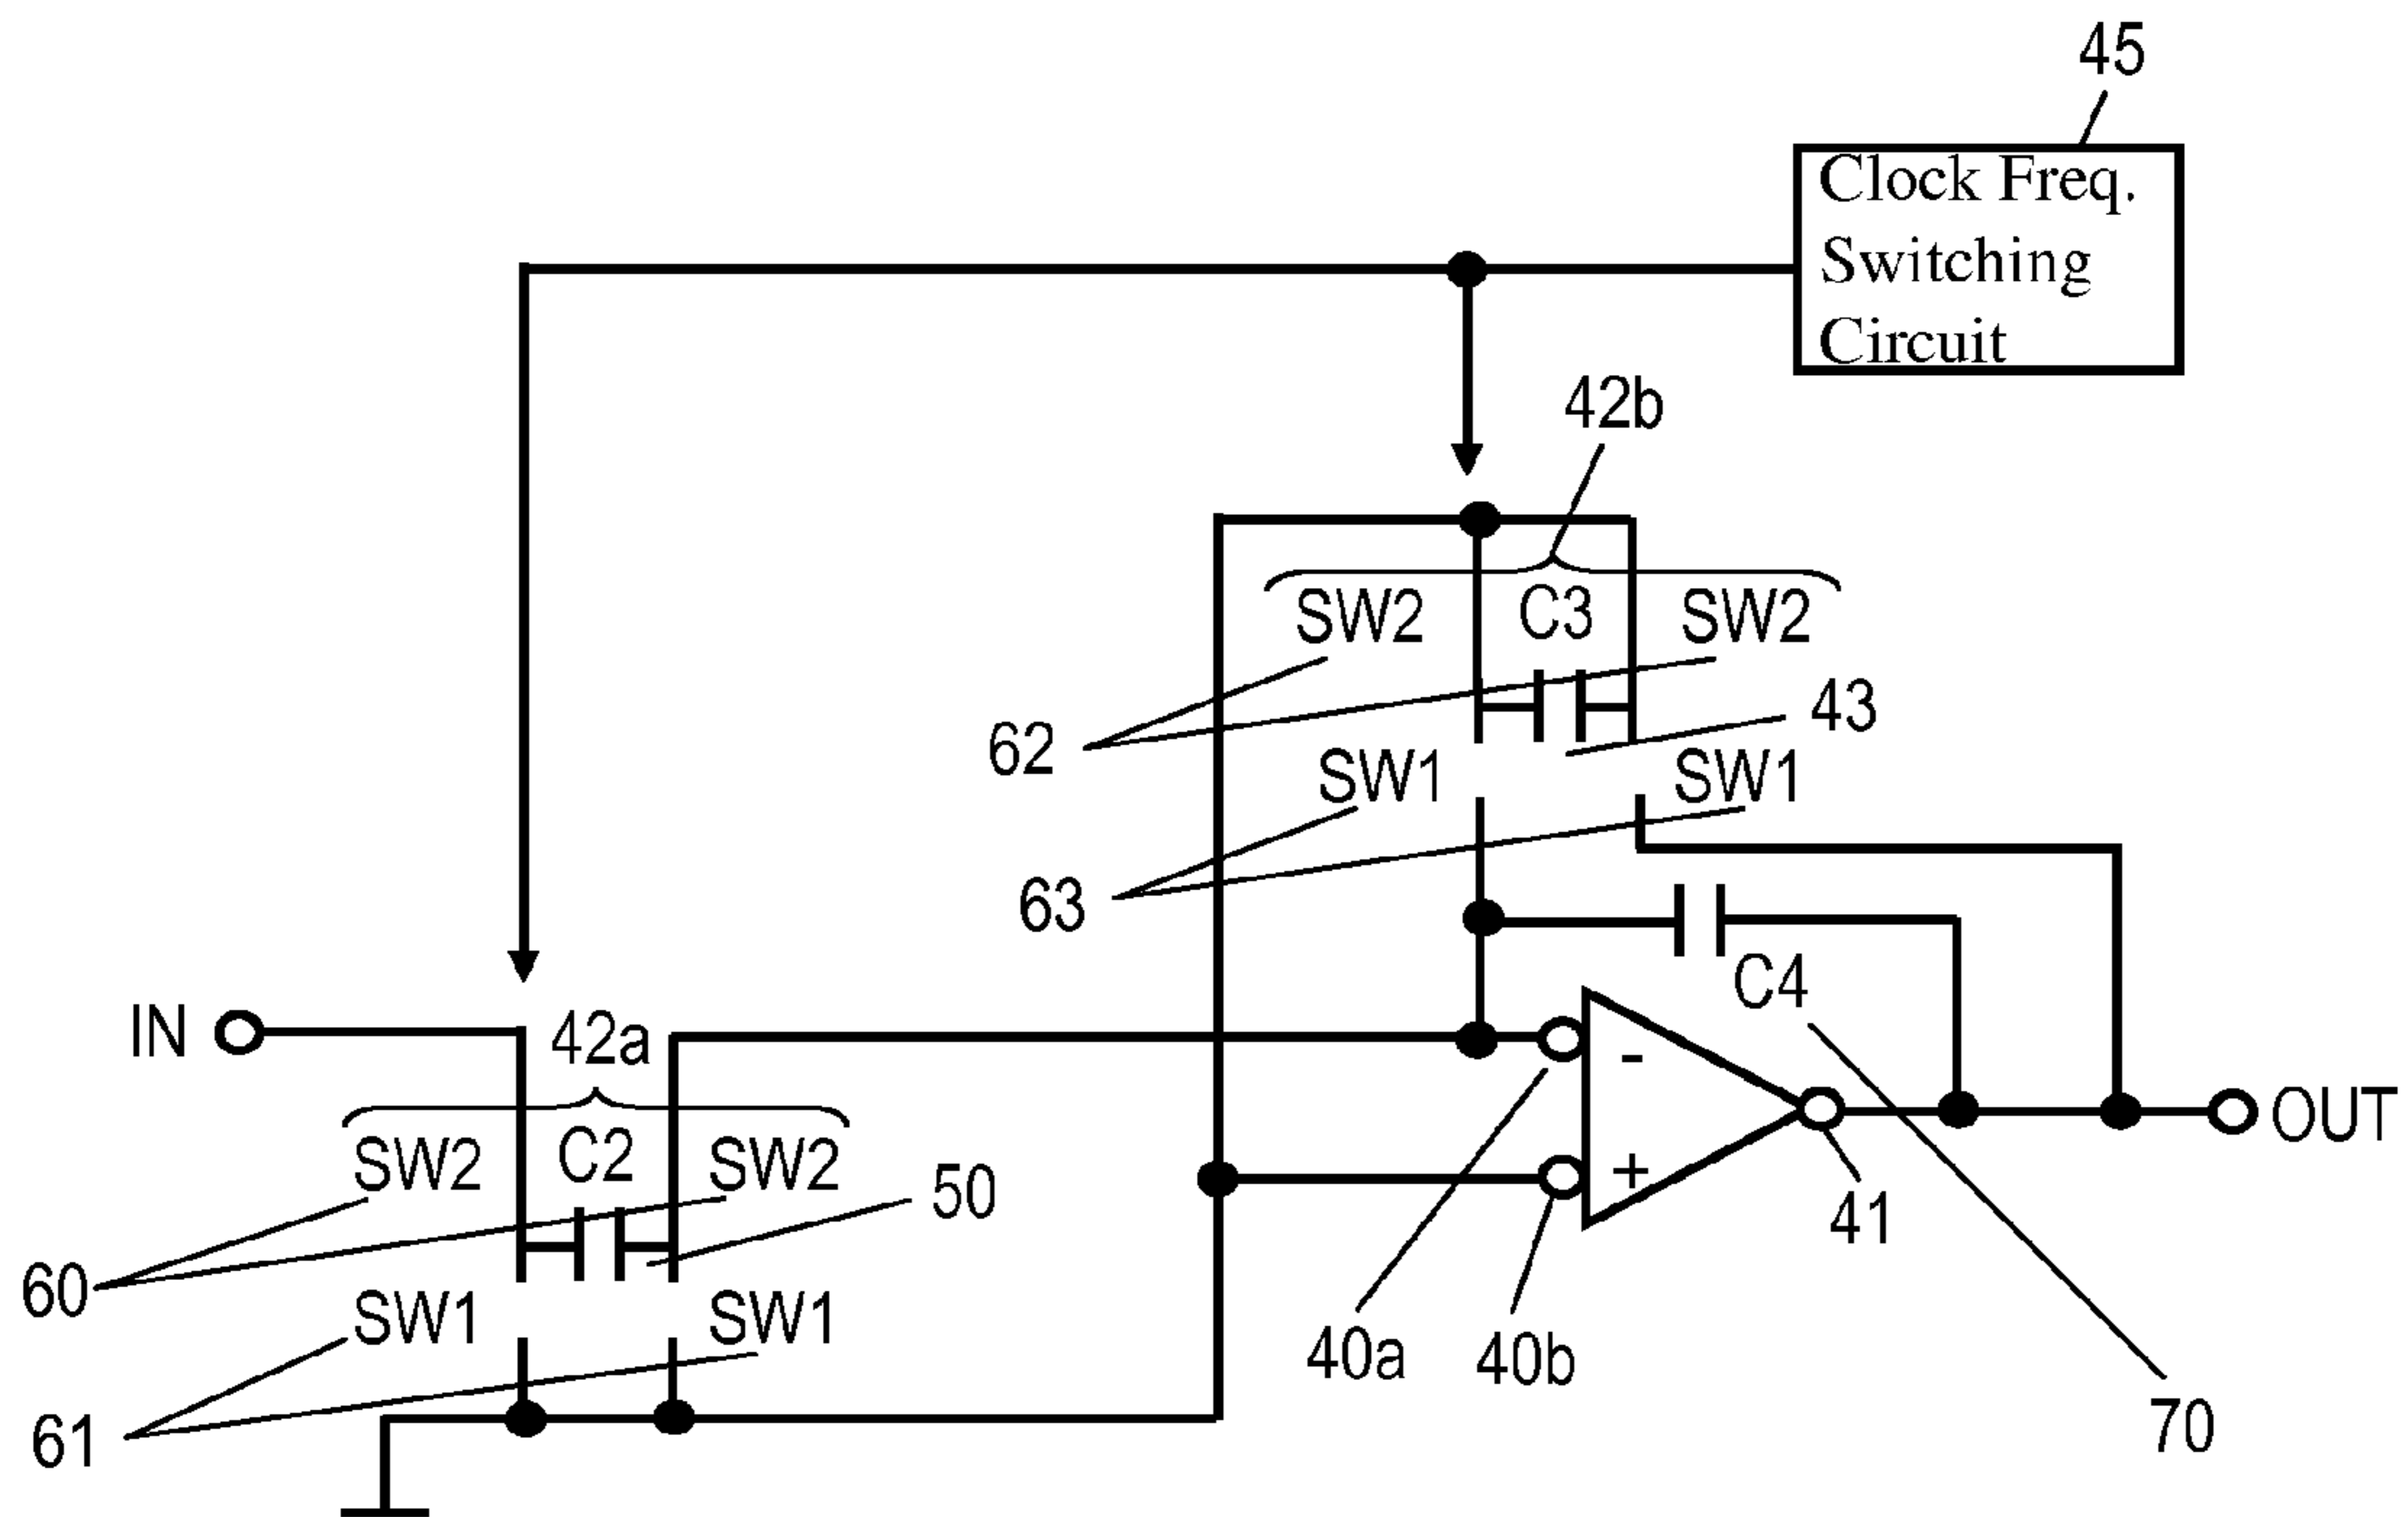 45
Clock Freq.
Switching
Circuit
42b
SW2
C3
SW2
43
62
SW1
SW1
63
C4
IN
42a
-
OUT
SW2
C2
SW2
50
+
41
60
SW1
SW1
40a
40b
70
61